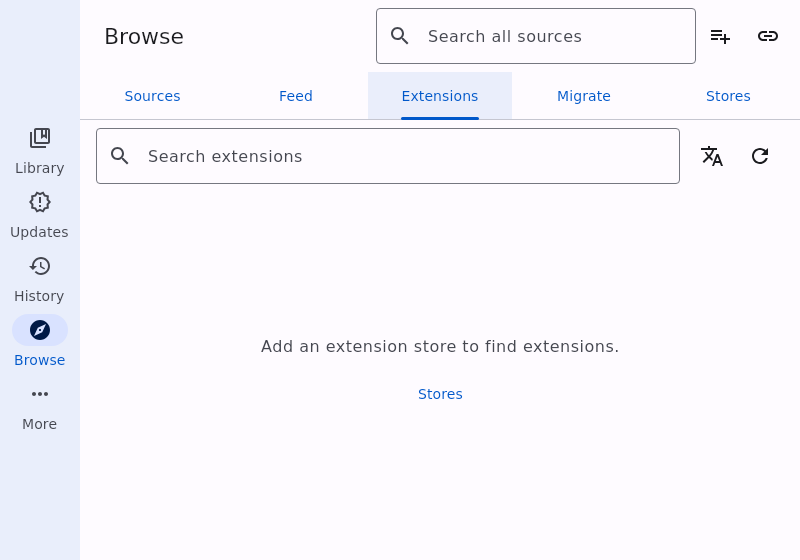 Browse
Search all sources
Sources
Feed
Extensions
Migrate
Stores
Search extensions
Library
Updates
History
Browse
More
Add an extension store to find extensions.
Stores